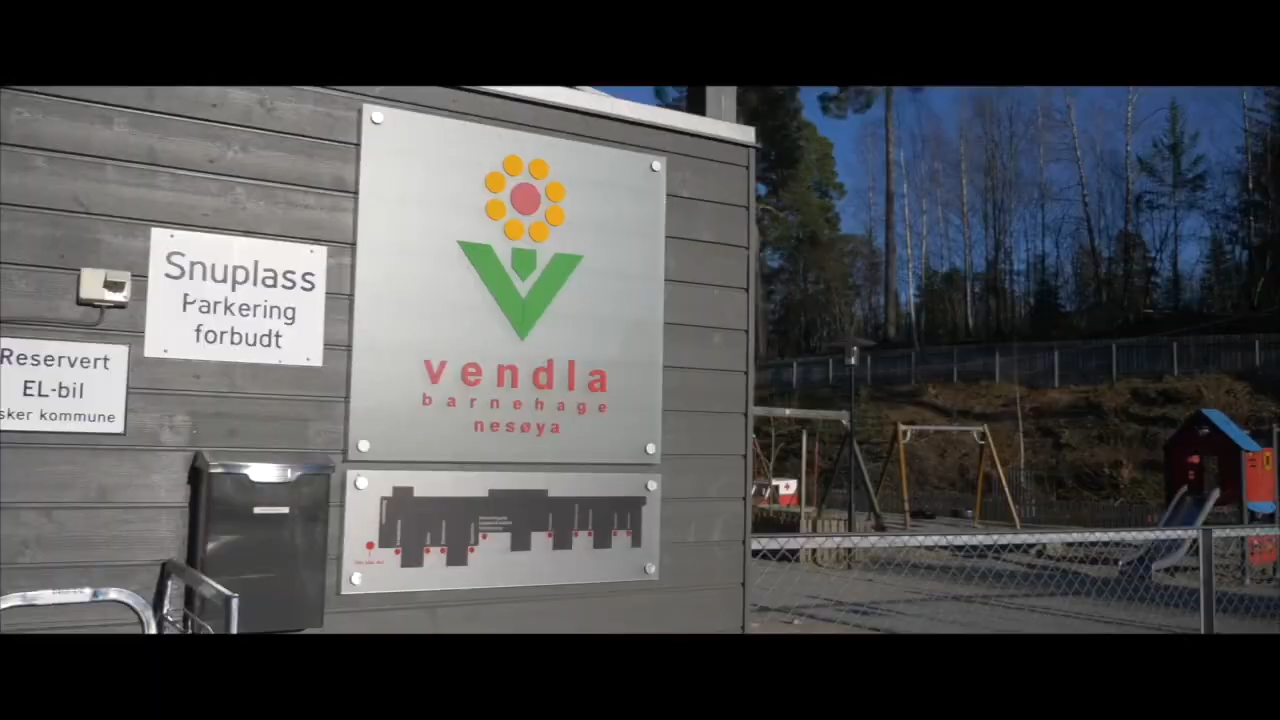 Snuplass
Parkering
forbudt
Reservert
EL-bil
sker kommune
vendla
barnehage
nesøya